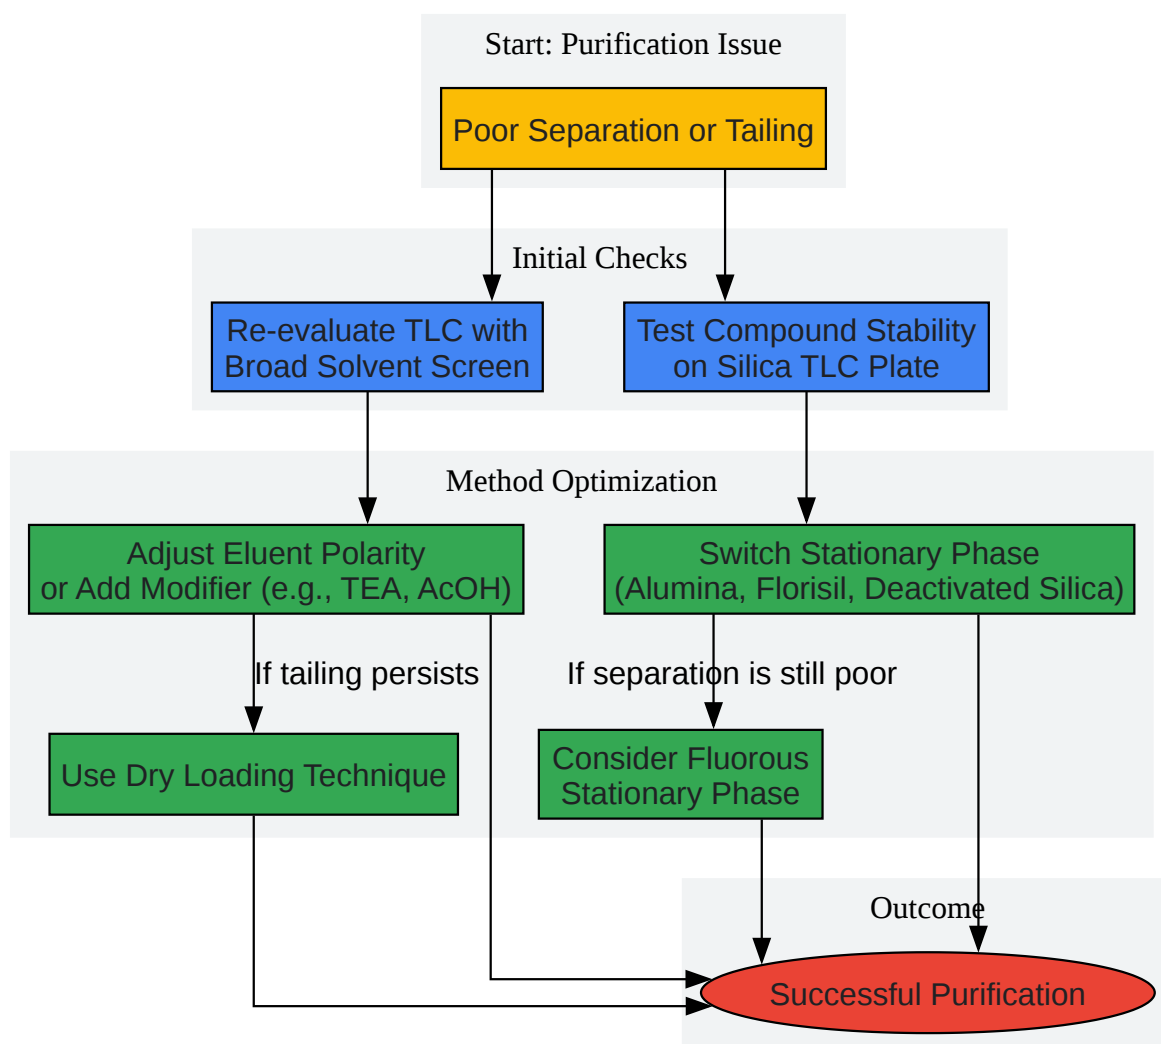 Start: Purification Issue
Poor Separation or Tailing
Initial Checks
Re-evaluate TLC with
Broad Solvent Screen
Test Compound Stability
on Silica TLC Plate
Method Optimization
Adjust Eluent Polarity
or Add Modifier (e.g., TEA, AcOH)
Switch Stationary Phase
(Alumina, Florisil, Deactivated Silica)
If tailing persists
If separation is still poor
Use Dry Loading Technique
Consider Fluorous
Stationary Phase
Outcome
Successful Purification